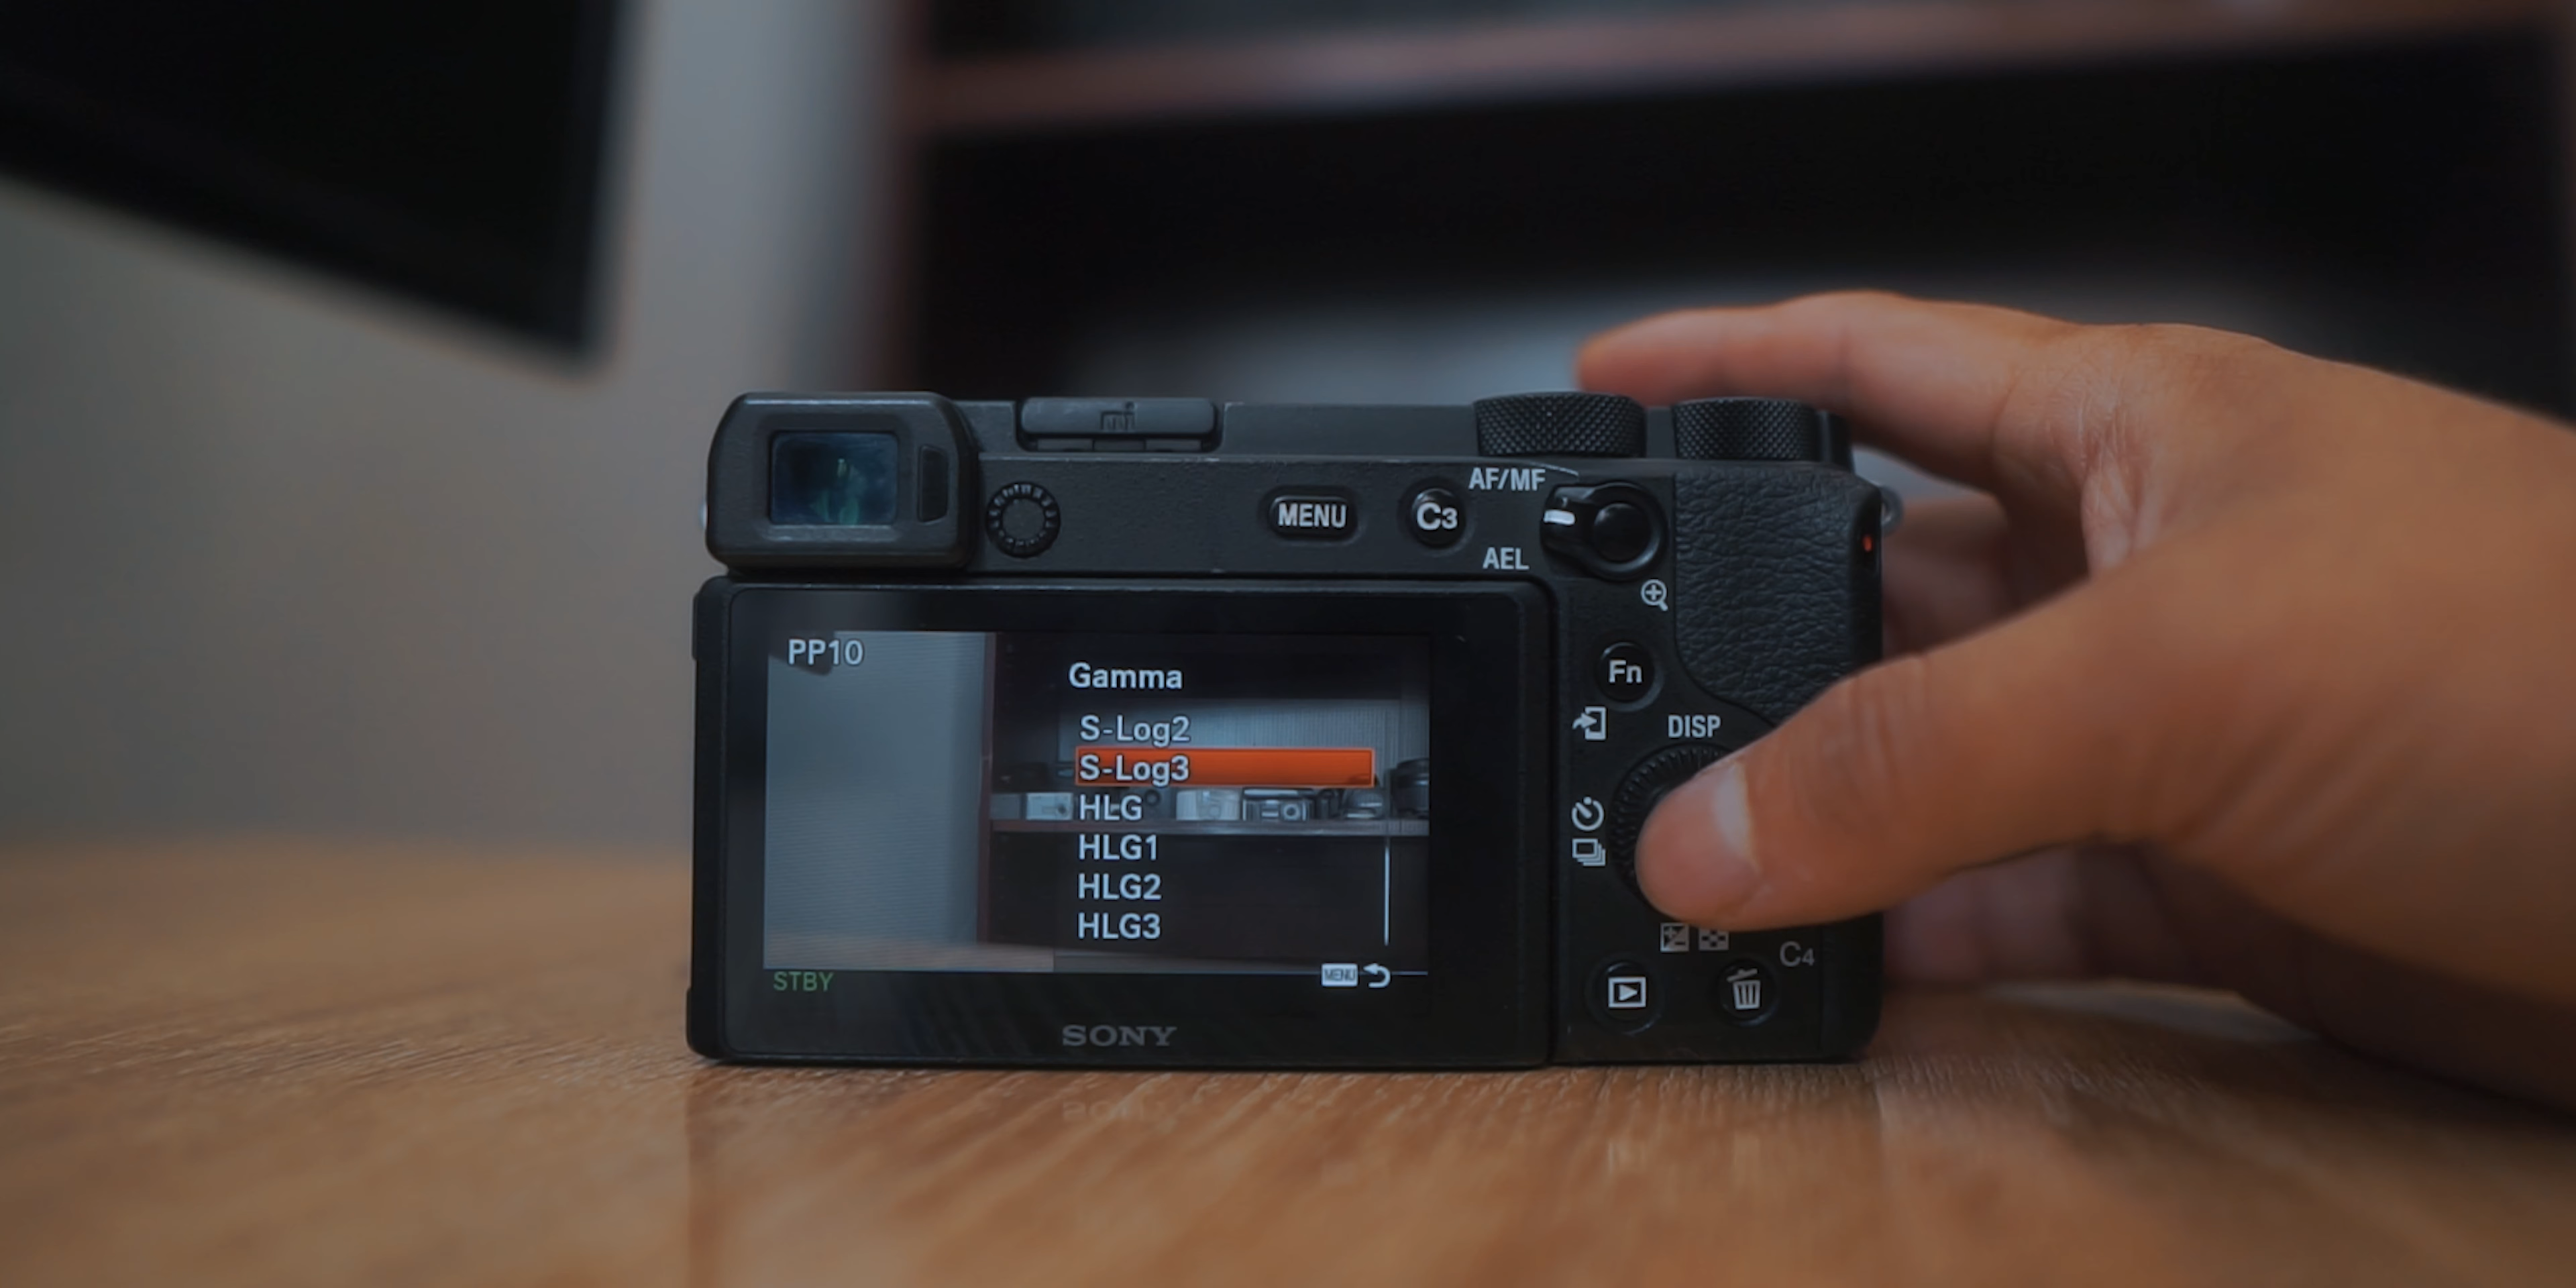 mi
AF/MF
MENU
C3
AEL
Fn
DISP
PP10
Gamma
S-Log2
S-Log3
HLG
HLG1
HLG2
HLG3
STBY
MENU
C4
SONY